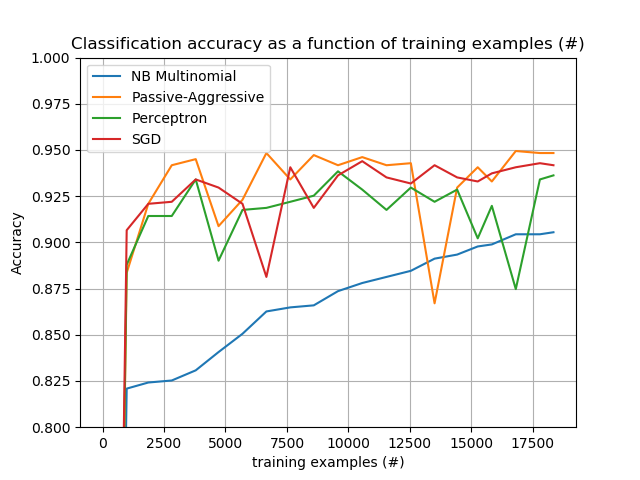 Classification accuracy as a function of training examples (#)
1.000
0.975
0.950
0.925
0.900
0.875
0.850
0.825
0.800
Accuracy
NB Multinomial
Passive-Aggressive
Perceptron
SGD
0 2500 5000 7500 10000 12500 15000 17500
training examples (#)